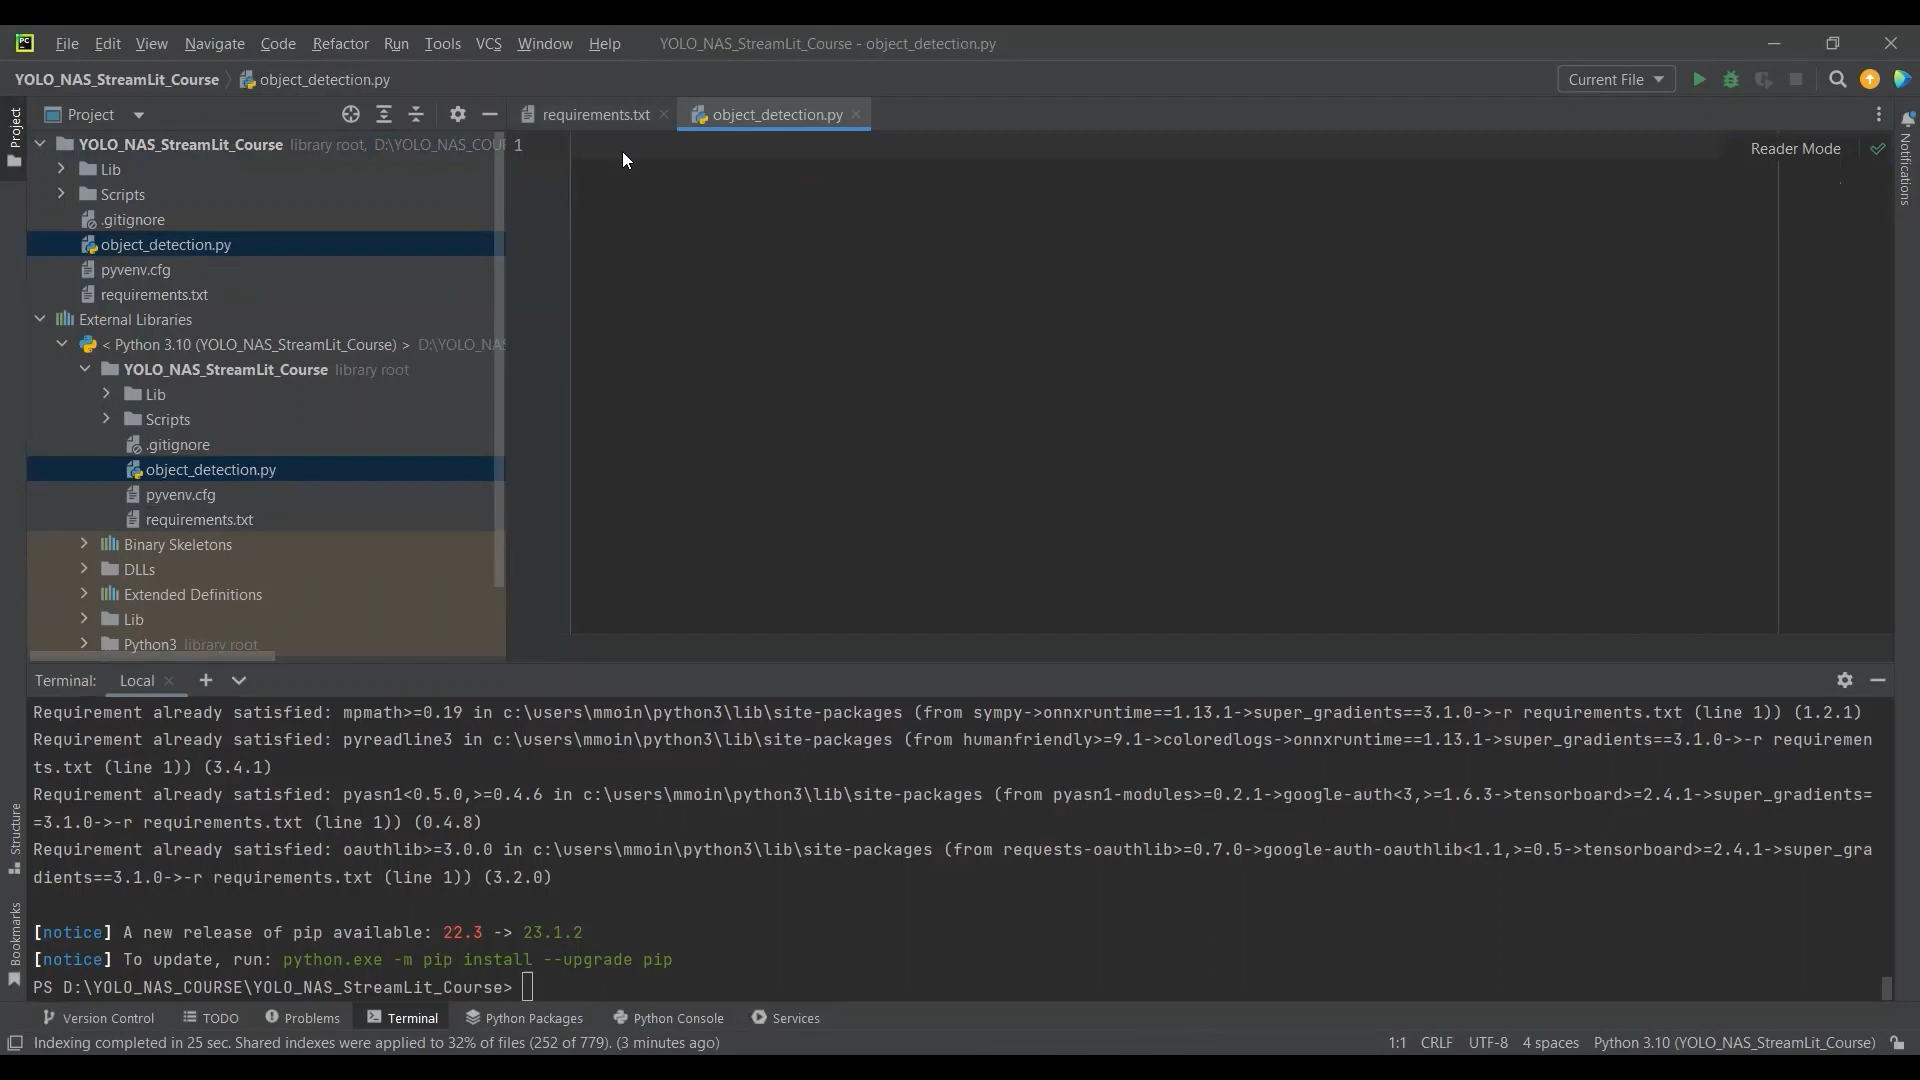 PC File Edit View Navigate Code Refactor Run Tools VCS Window Help YOLO_NAS_StreamLit_Course - object_detection.py
YOLO_NAS_StreamLit_Course object_detection.py Current File
Project requirements.txt object_detection.py
Project
YOLO_NAS_StreamLit_Course library root, D:\YOLO_NAS_COU
Lib
Scripts
.gitignore
object_detection.py
pyvenv.cfg
requirements.txt
External Libraries
< Python 3.10 (YOLO_NAS_StreamLit_Course) > D:\YOLO_NAS
YOLO_NAS_StreamLit_Course library root
Lib
Scripts
.gitignore
object_detection.py
pyvenv.cfg
requirements.txt
Binary Skeletons
DLLs
Extended Definitions
Lib
Python3 library root
1
Reader Mode
Notifications
Terminal: Local
Requirement already satisfied: mpmath>=0.19 in c:\users\mmoin\python3\lib\site-packages (from sympy->onnxruntime==1.13.1->super_gradients==3.1.0->-r requirements.txt (line 1)) (1.2.1)
Requirement already satisfied: pyreadline3 in c:\users\mmoin\python3\lib\site-packages (from humanfriendly>=9.1->coloredlogs->onnxruntime==1.13.1->super_gradients==3.1.0->-r requiremen
ts.txt (line 1)) (3.4.1)
Requirement already satisfied: pyasn1<0.5.0,>=0.4.6 in c:\users\mmoin\python3\lib\site-packages (from pyasn1-modules>=0.2.1->google-auth<3,>=1.6.3->tensorboard>=2.4.1->super_gradients=
=3.1.0->-r requirements.txt (line 1)) (0.4.8)
Requirement already satisfied: oauthlib>=3.0.0 in c:\users\mmoin\python3\lib\site-packages (from requests-oauthlib>=0.7.0->google-auth-oauthlib<1.1,>=0.5->tensorboard>=2.4.1->super_gra
dients==3.1.0->-r requirements.txt (line 1)) (3.2.0)
[notice] A new release of pip available: 22.3 -> 23.1.2
[notice] To update, run: python.exe -m pip install --upgrade pip
PS D:\YOLO_NAS_COURSE\YOLO_NAS_StreamLit_Course>
Structure
Bookmarks
Version Control TODO Problems Terminal Python Packages Python Console Services
Indexing completed in 25 sec. Shared indexes were applied to 32% of files (252 of 779). (3 minutes ago) 1:1 CRLF UTF-8 4 spaces Python 3.10 (YOLO_NAS_StreamLit_Course)